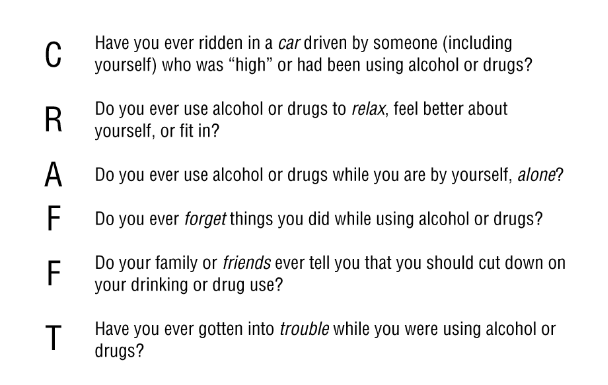 C Have you ever ridden in a car driven by someone (including
yourself) who was “high” or had been using alcohol or drugs?
R Do you ever use alcohol or drugs to relax, feel better about
yourself, or fit in?
A Do you ever use alcohol or drugs while you are by yourself, alone?
F Do you ever forget things you did while using alcohol or drugs?
F Do your family or friends ever tell you that you should cut down on
your drinking or drug use?
T Have you ever gotten into trouble while you were using alcohol or
drugs?